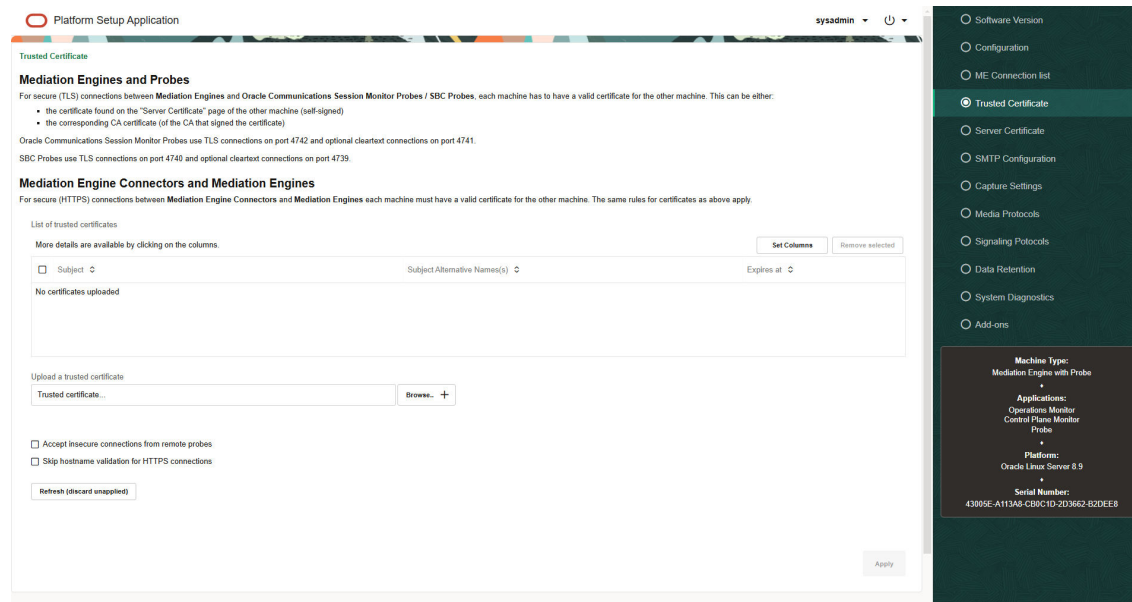 Platform Setup Application
sysadmin
Trusted Certificate
Mediation Engines and Probes
For secure (TLS) connections between Mediation Engines and Oracle Communications Session Monitor Probes / SBC Probes, each machine has to have a valid certificate for the other machine. This can be either:
• the certificate found on the "Server Certificate" page of the other machine (self-signed)
• the corresponding CA certificate (of the CA that signed the certificate)
Oracle Communications Session Monitor Probes use TLS connections on port 4742 and optional cleartext connections on port 4741.
SBC Probes use TLS connections on port 4740 and optional cleartext connections on port 4739.
Mediation Engine Connectors and Mediation Engines
For secure (HTTPS) connections between Mediation Engine Connectors and Mediation Engines each machine must have a valid certificate for the other machine. The same rules for certificates as above apply.
List of trusted certificates
More details are available by clicking on the columns.
Set Columns
Remove selected
Subject
Subject Alternative Names(s)
Expires at
No certificates uploaded
Upload a trusted certificate
Trusted certificate...
Browse..
Accept insecure connections from remote probes
Skip hostname validation for HTTPS connections
Refresh (discard unapplied)
Apply
Software Version
Configuration
ME Connection list
Trusted Certificate
Server Certificate
SMTP Configuration
Capture Settings
Media Protocols
Signaling Potocols
Data Retention
System Diagnostics
Add-ons
Machine Type:
Mediation Engine with Probe
Applications:
Operations Monitor
Control Plane Monitor
Probe
Platform:
Oracle Linux Server 8.9
Serial Number:
43005E-A113A8-CB0C1D-2D3662-B2DEE8